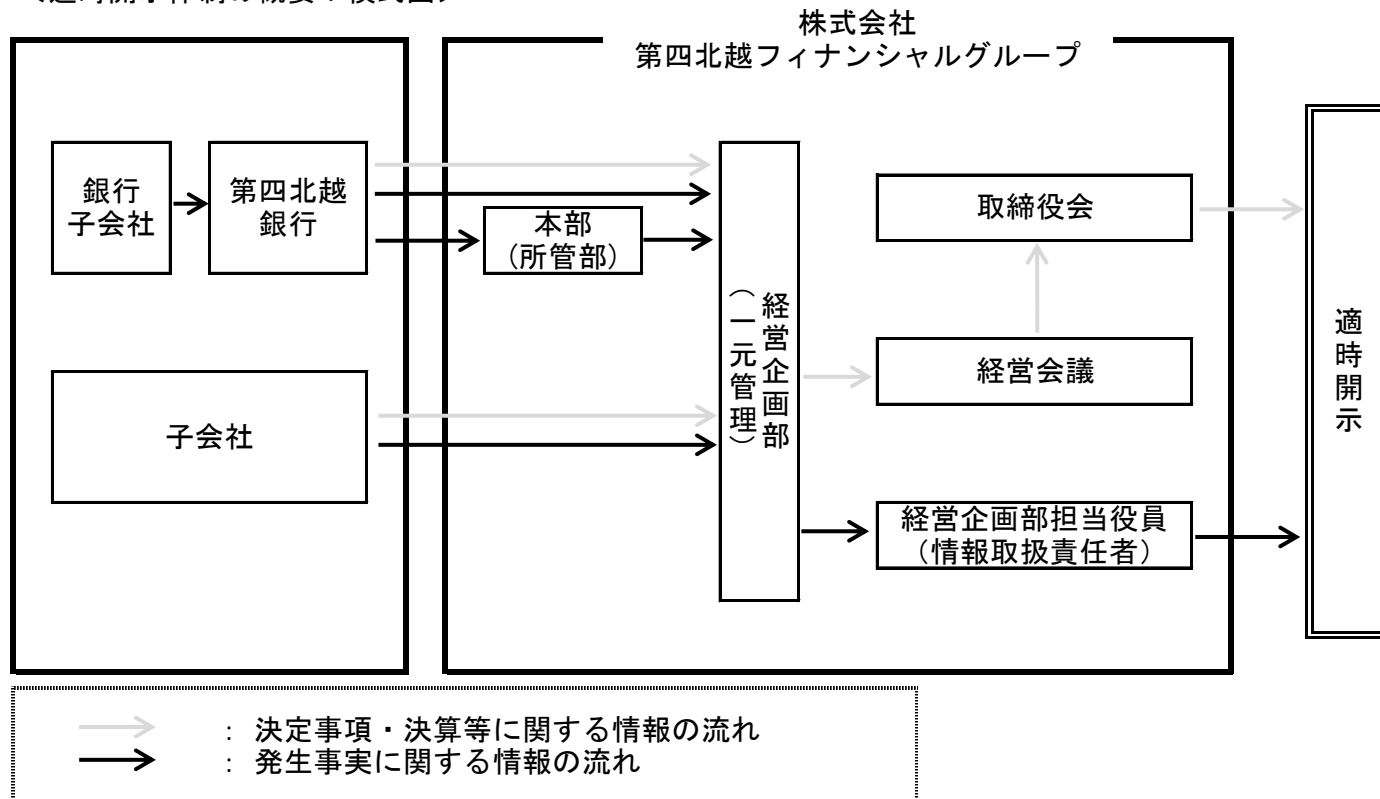 株式会社
第四北越フィナンシャルグループ
銀行
子会社
第四北越
銀行
本部
（所管部）
子会社
経営企画部
（一元管理）
取締役会
経営会議
経営企画部担当役員
（情報取扱責任者）
適時開示
： 決定事項・決算等に関する情報の流れ
： 発生事実に関する情報の流れ